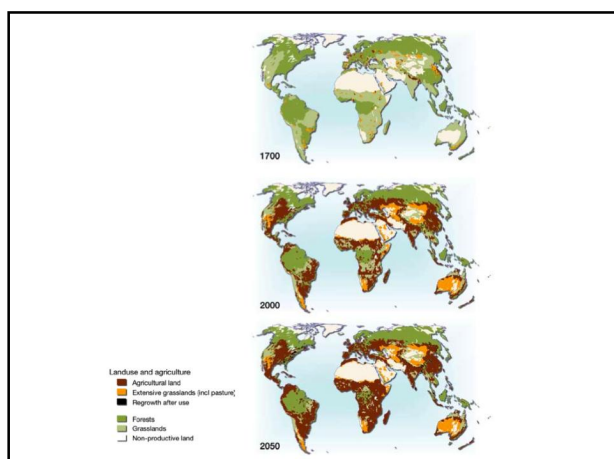 1700
2000
Landuse and agriculture
Agricultural land
Extensive grasslands (incl pasture)
Regrowth after use
Forests
Grasslands
Non-productive land
2050